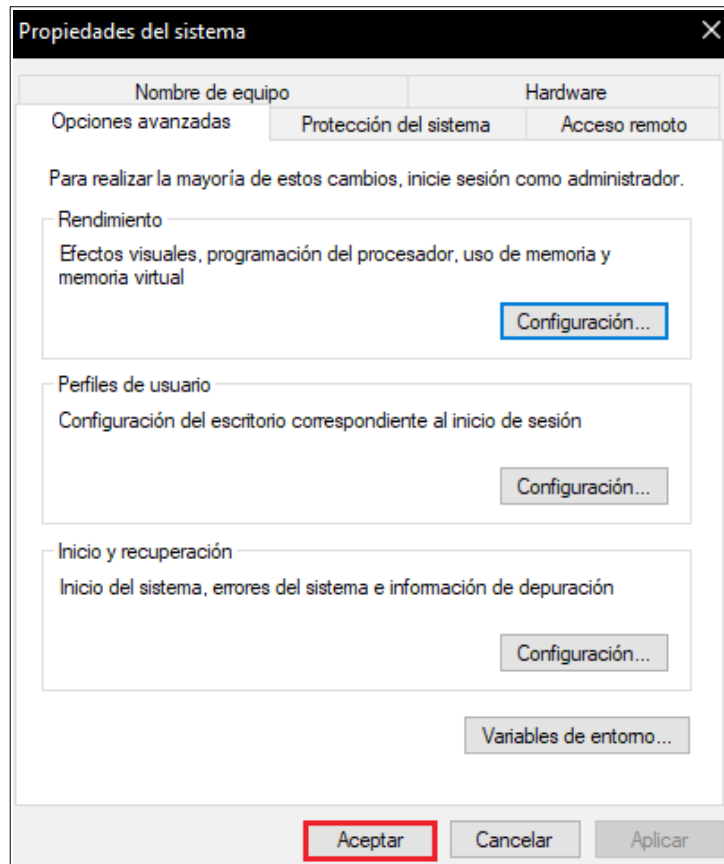 Propiedades del sistema
Nombre de equipo
Hardware
Opciones avanzadas
Protección del sistema
Acceso remoto
Para realizar la mayoría de estos cambios, inicie sesión como administrador.
Rendimiento
Efectos visuales, programación del procesador, uso de memoria y
memoria virtual
Configuración...
Perfiles de usuario
Configuración del escritorio correspondiente al inicio de sesión
Configuración...
Inicio y recuperación
Inicio del sistema, errores del sistema e información de depuración
Configuración...
Variables de entorno...
Aceptar
Cancelar
Aplicar